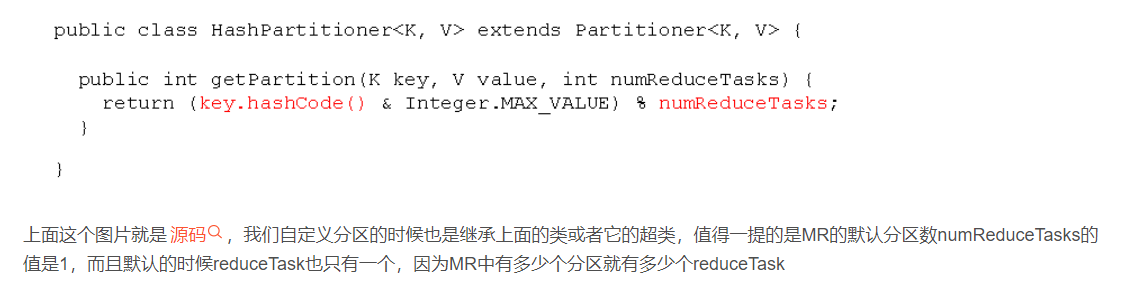 public class HashPartitioner<K, V> extends Partitioner<K, V> {
public int getPartition(K key, V value, int numReduceTasks) {
return (key.hashCode() & Integer.MAX_VALUE) % numReduceTasks;
}
}
上面这个图片就是 源码，我们自定义分区的时候也是继承上面的类或者它的超类，值得一提的是MR的默认分区数numReduceTasks的
值是1，而且默认的时候reduceTask也只有一个，因为MR中有多少个分区就有多少个reduceTask